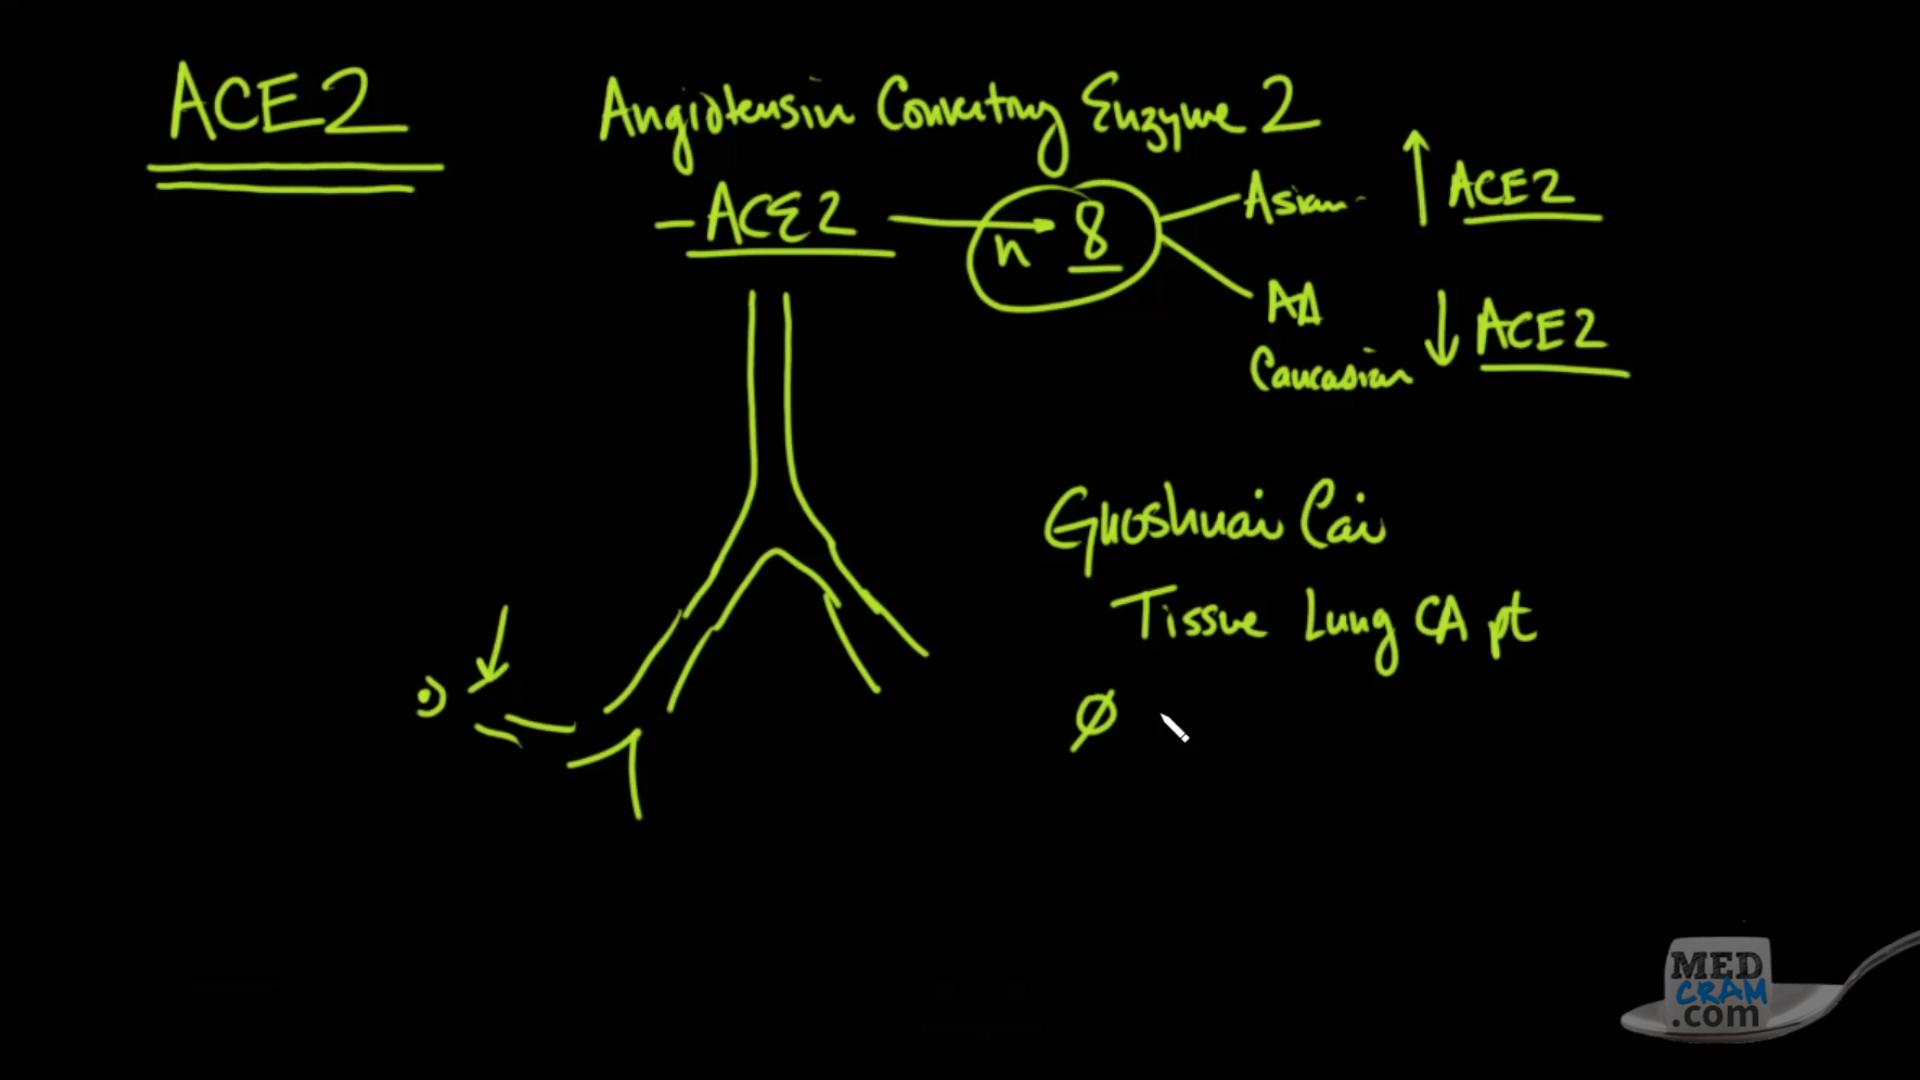 ACE2 Angiotensin Converting Enzyme 2
- ACE2 → n 8 Asian ↑ ACE2
AA ↓ ACE2
Caucasian
Guoshuai Cai
Tissue Lung CA pt
Ø
MED
CRAM
.com